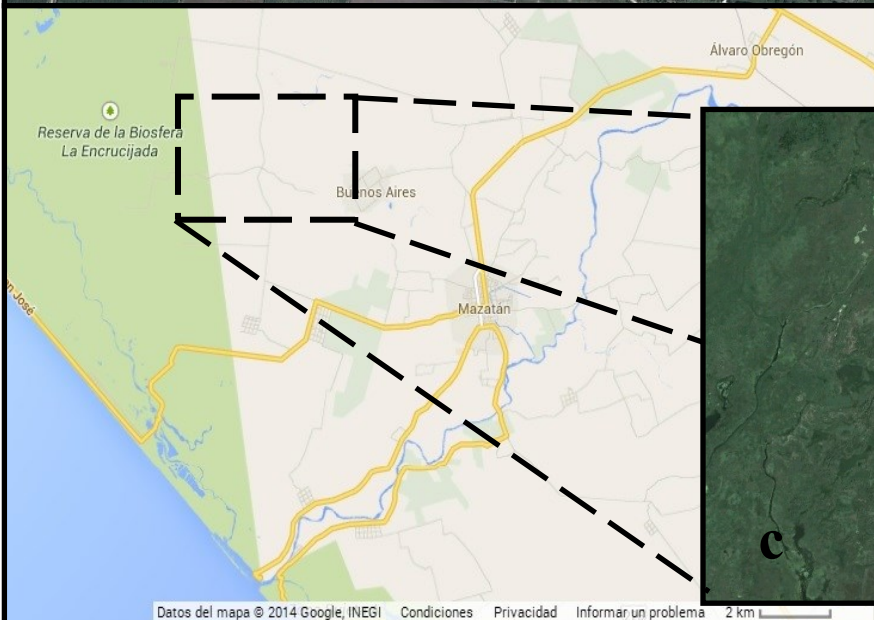 Álvaro Obregón
Reserva de la Biosfera
La Encrucijada
Buenos Aires
n José
Mazatán
c
Datos del mapa © 2014 Google, INEGI Condiciones Privacidad Informar un problema 2 km